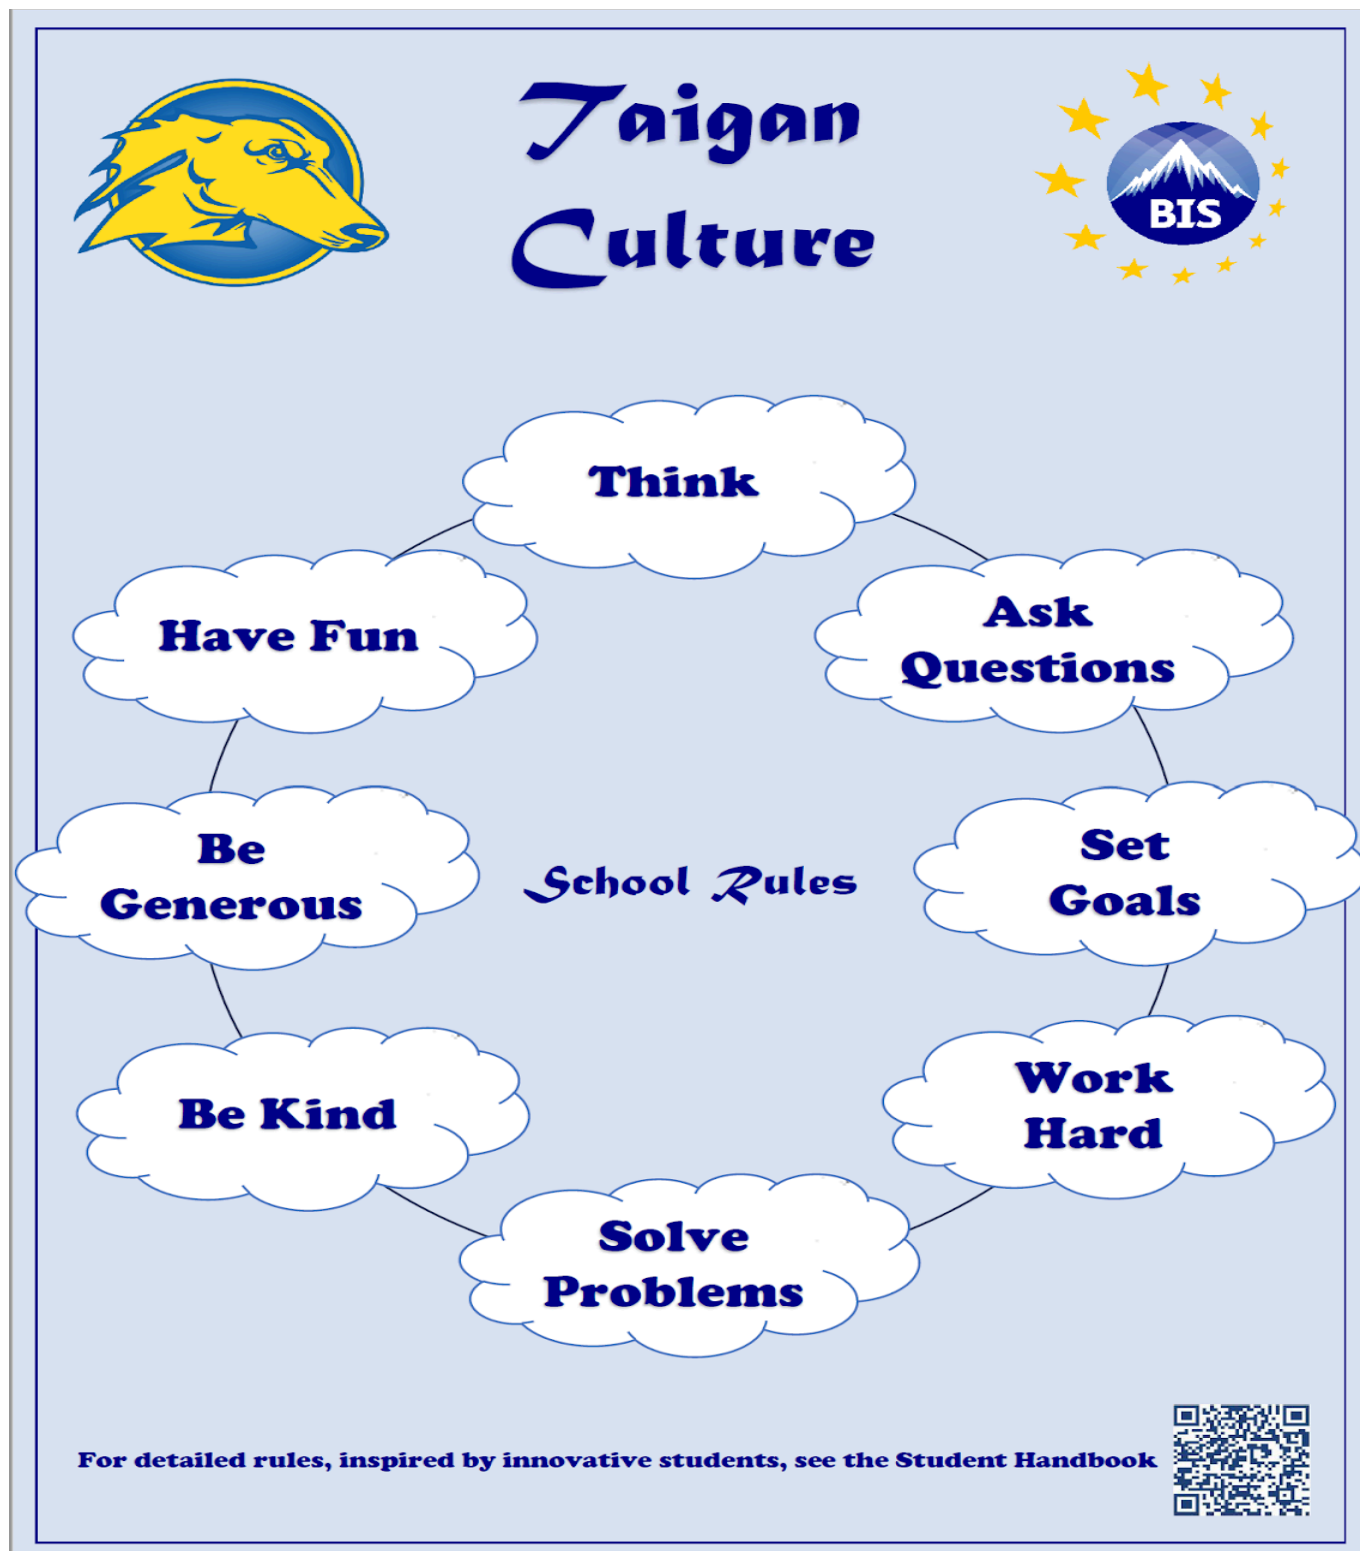 Taigan
Culture
BIS
Think
Ask
Questions
Set
Goals
Work
Hard
Solve
Problems
Be Kind
Be
Generous
Have Fun
School Rules
For detailed rules, inspired by innovative students, see the Student Handbook